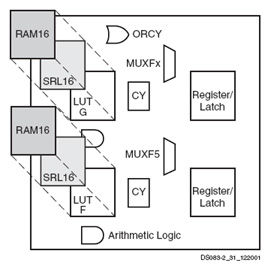 RAM16
ORCY
SRL16
MUXFx
LUT
G
CY
Register/
Latch
RAM16
SRL16
MUXF5
LUT
F
CY
Register/
Latch
Arithmetic Logic
DS083-2_31_122001